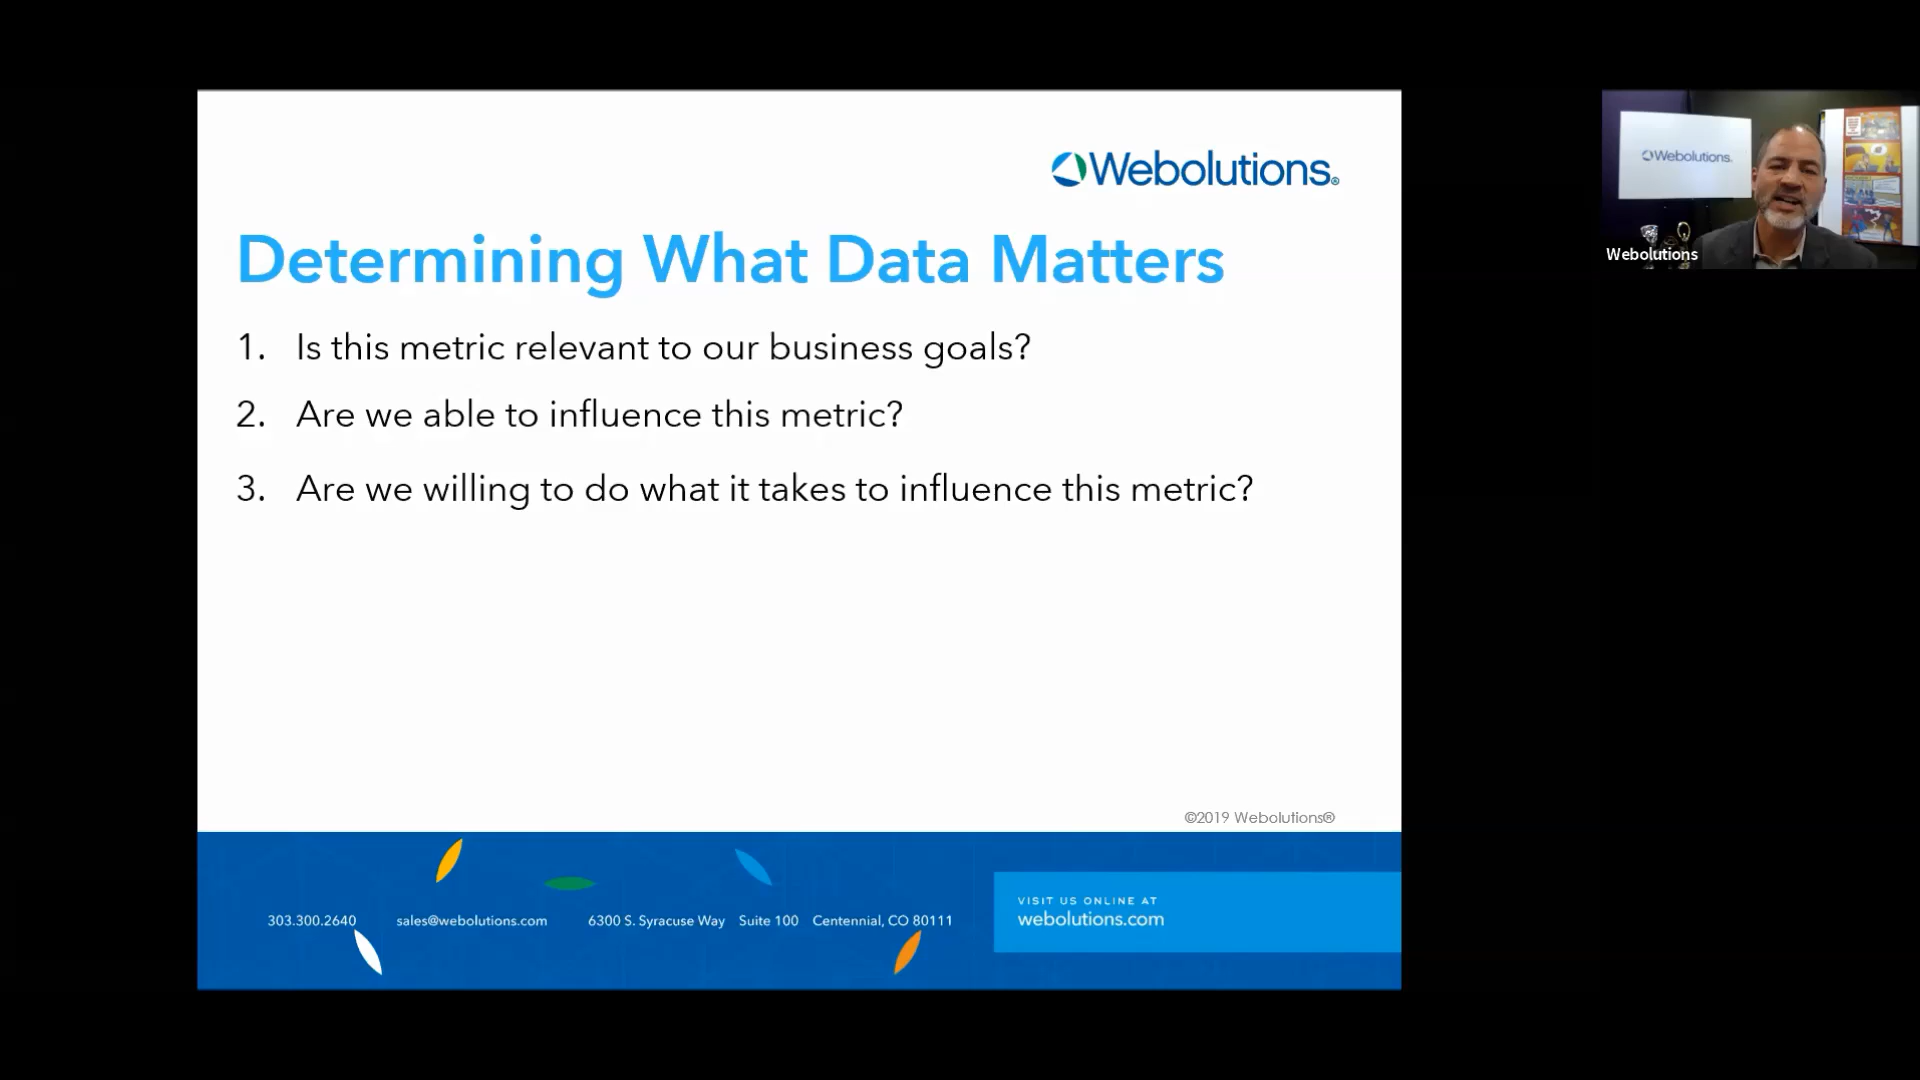 Webolutions®
Determining What Data Matters
1. Is this metric relevant to our business goals?
2. Are we able to influence this metric?
3. Are we willing to do what it takes to influence this metric?
©2019 Webolutions®
303.300.2640 sales@webolutions.com 6300 S. Syracuse Way Suite 100 Centennial, CO 80111
VISIT US ONLINE AT
webolutions.com
Webolutions.
Webolutions